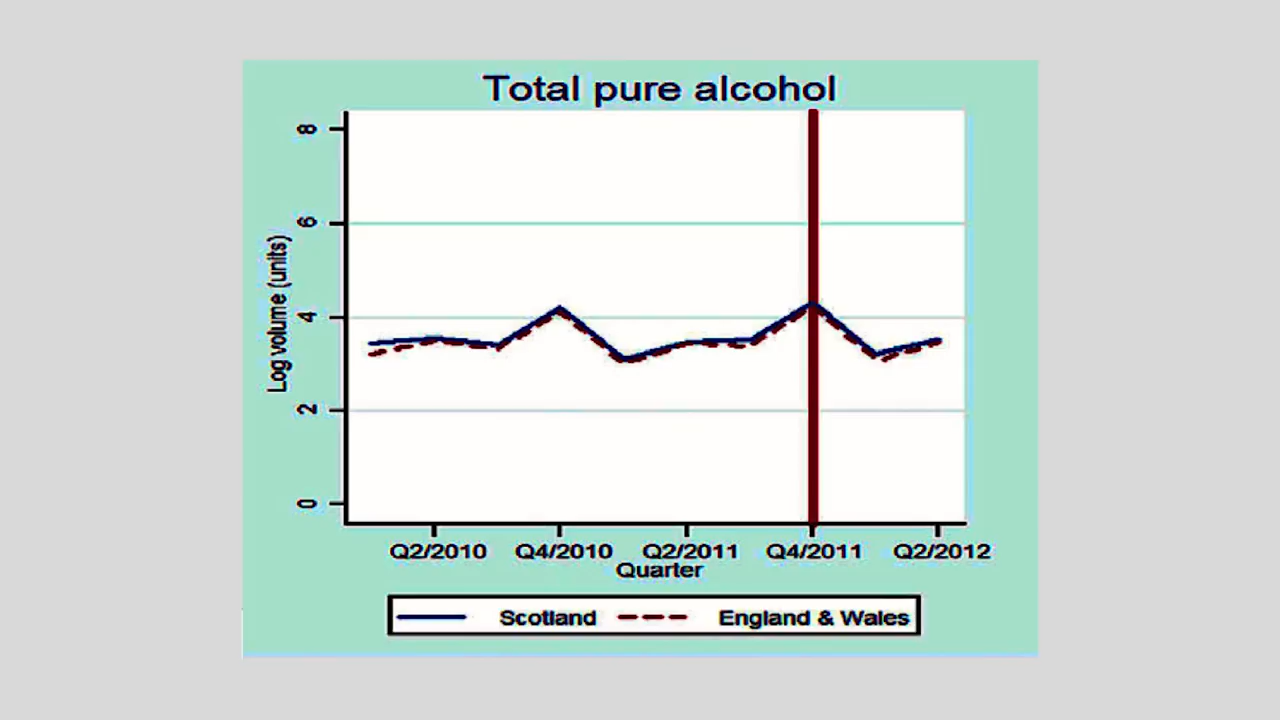 Total pure alcohol
8
6
4
2
0
Log volume (units)
Q2/2010 Q4/2010 Q2/2011 Q4/2011 Q2/2012
Quarter
Scotland England & Wales